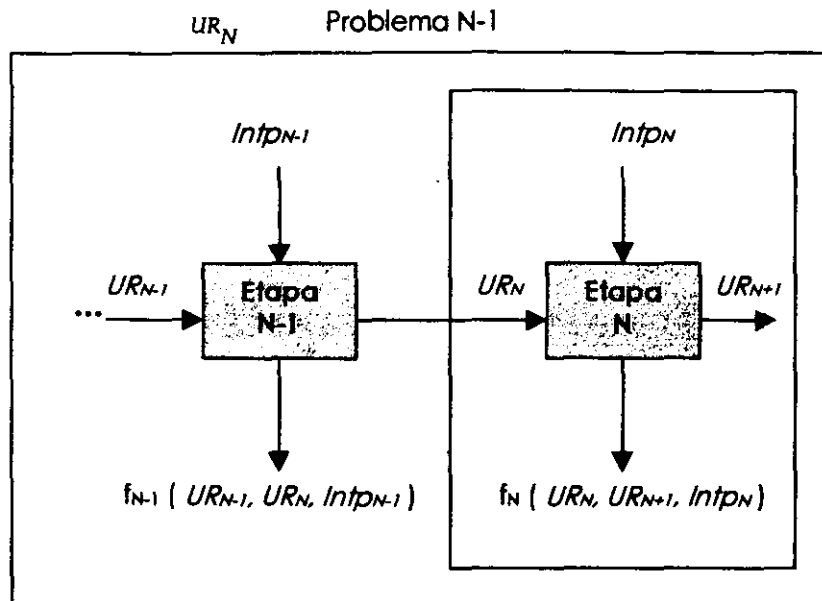 UR_N Problema N-1
Intp_N-1 Intp_N
UR_N-1 Etapa N-1 UR_N Etapa N UR_N+1
...
f_N-1 ( UR_N-1, UR_N, Intp_N-1 ) f_N ( UR_N, UR_N+1, Intp_N )